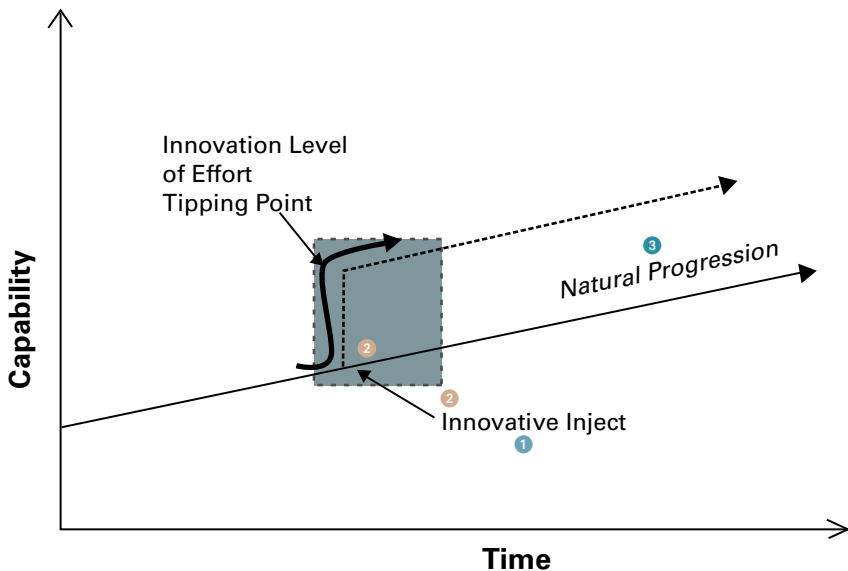 Innovation Level
of Effort
Tipping Point
3
Natural Progression
Capability
2
2
Innovative Inject
1
Time